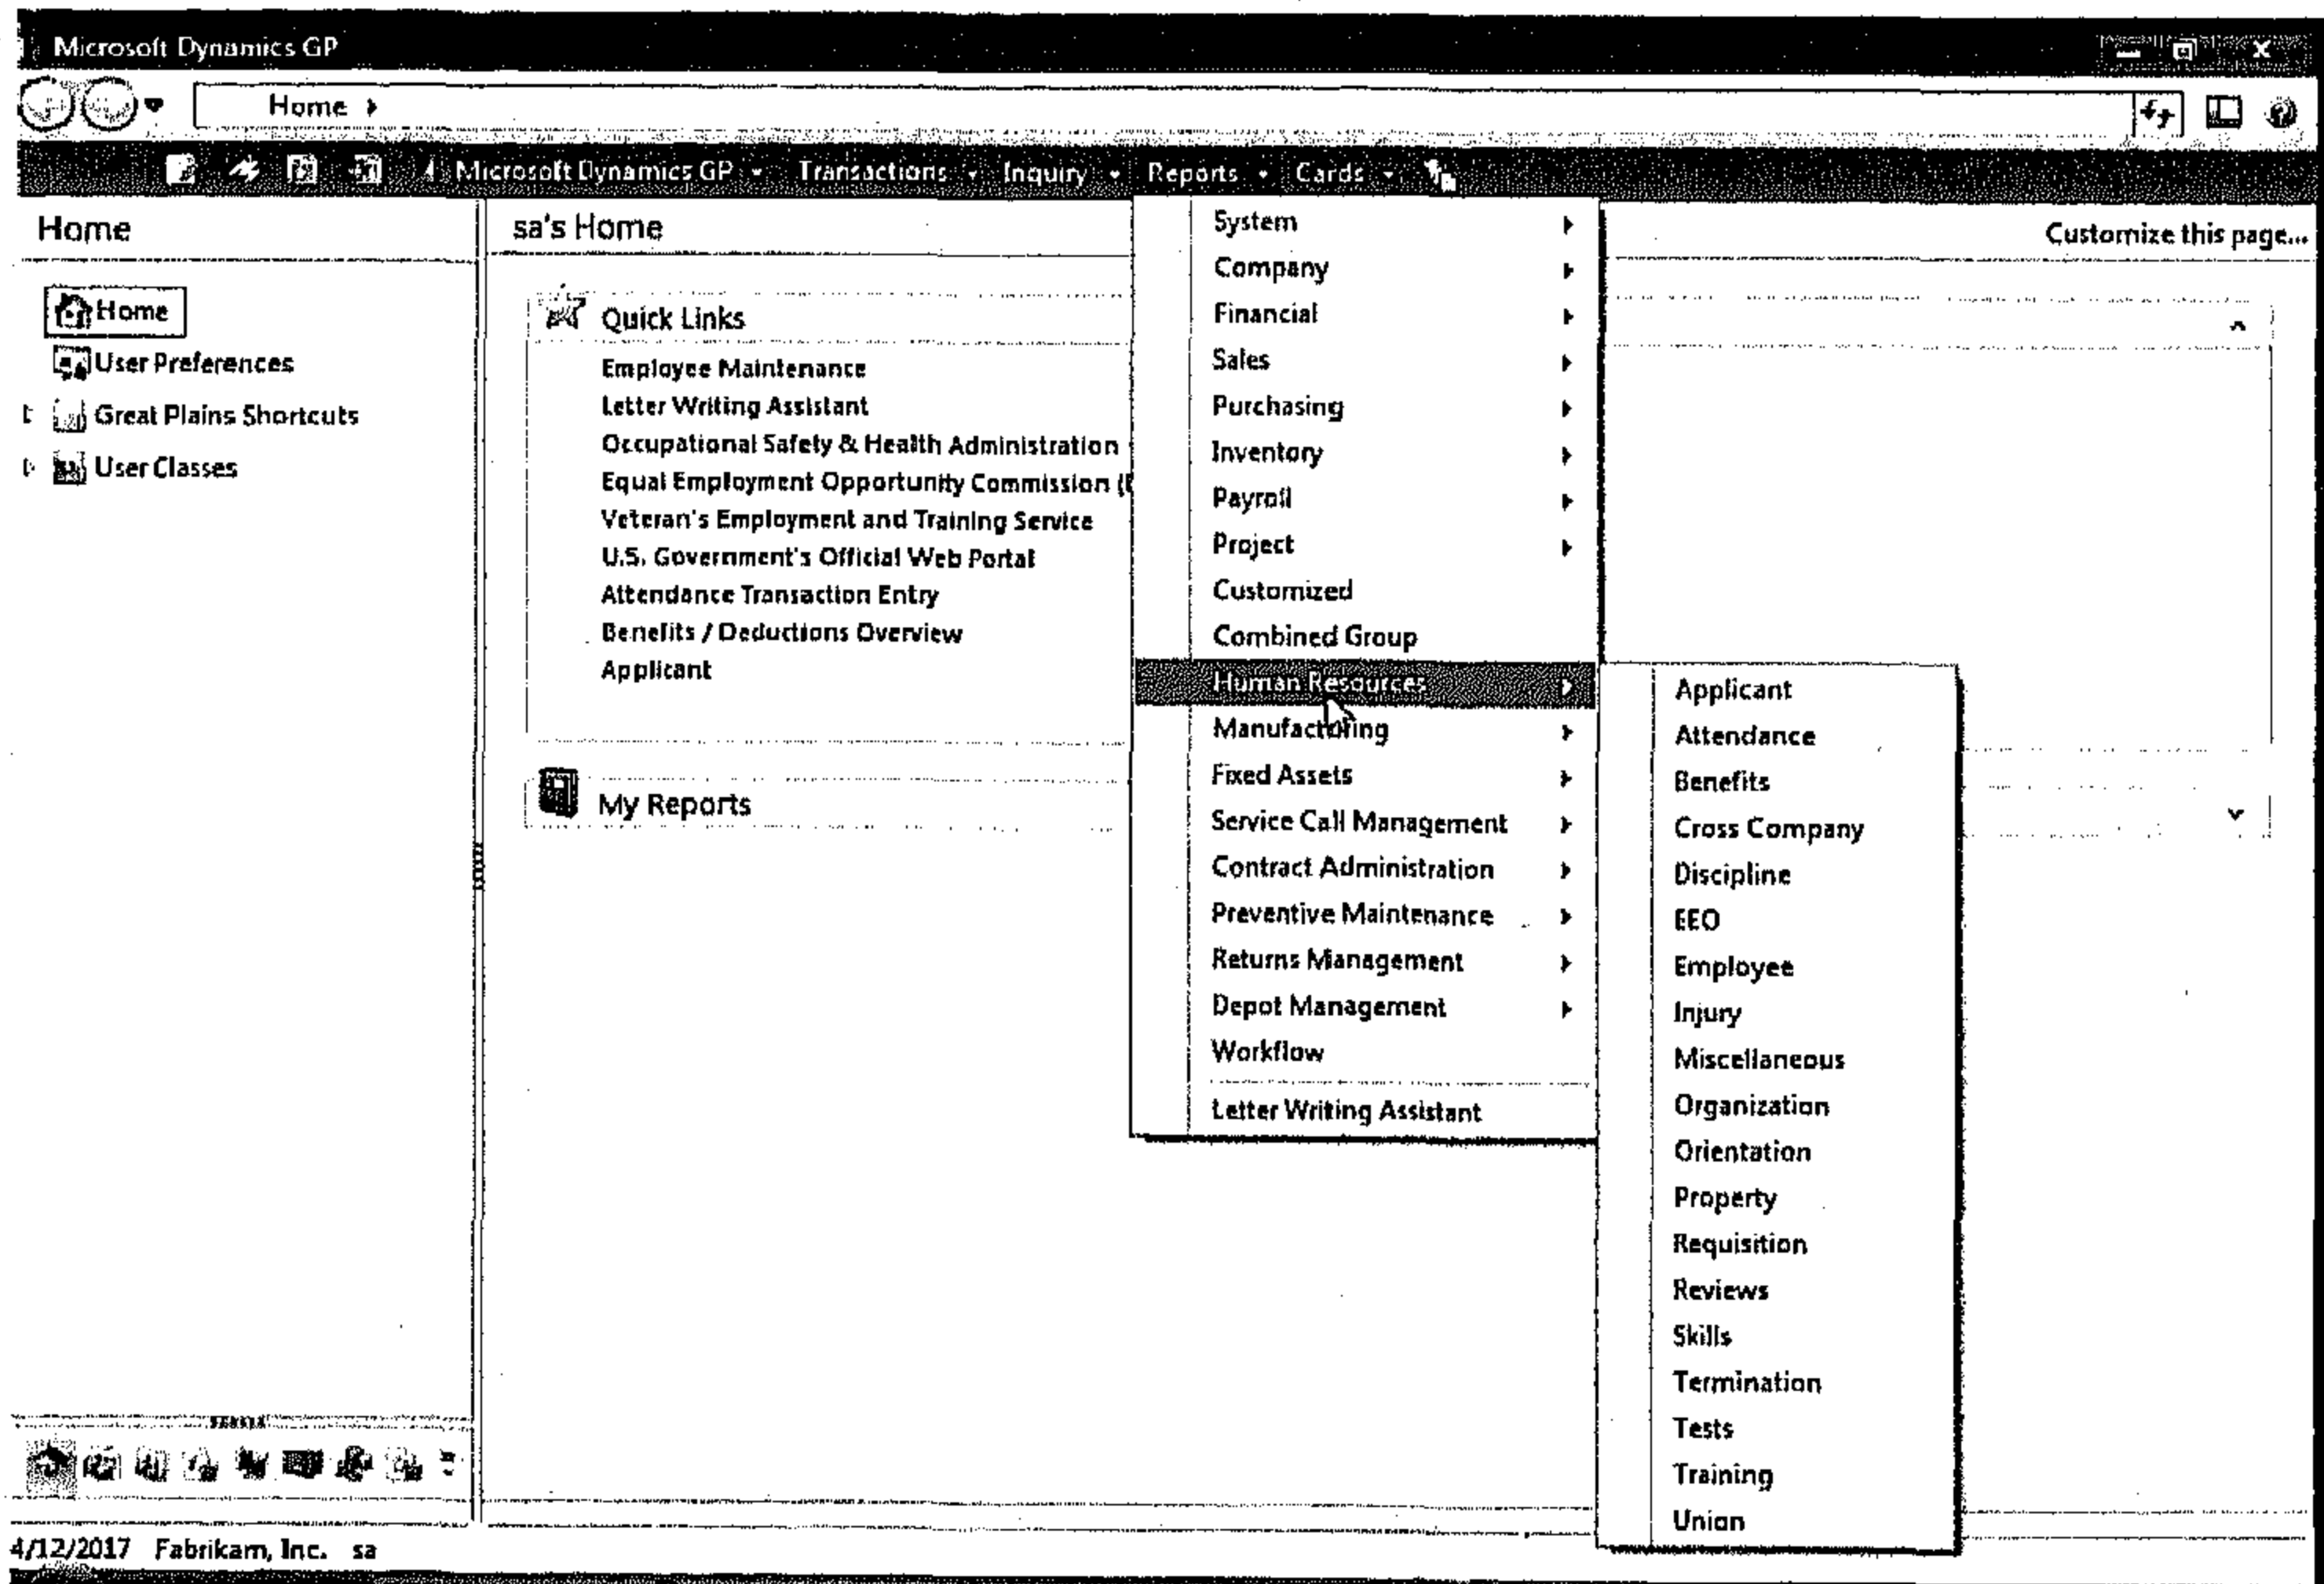 Microsoft Dynamics GP
Home
Microsoft Dynamics GP Transactions Inquiry Reports Cards
Home
Home
User Preferences
Great Plains Shortcuts
User Classes
sa's Home
Customize this page...
Quick Links
Employee Maintenance
Letter Writing Assistant
Occupational Safety & Health Administration
Equal Employment Opportunity Commission (
Veteran's Employment and Training Service
U.S. Government's Official Web Portal
Attendance Transaction Entry
Benefits / Deductions Overview
Applicant
My Reports
System
Company
Financial
Sales
Purchasing
Inventory
Payroll
Project
Customized
Combined Group
Human Resources
Manufacturing
Fixed Assets
Service Call Management
Contract Administration
Preventive Maintenance
Returns Management
Depot Management
Workflow
Letter Writing Assistant
Applicant
Attendance
Benefits
Cross Company
Discipline
EEO
Employee
Injury
Miscellaneous
Organization
Orientation
Property
Requisition
Reviews
Skills
Termination
Tests
Training
Union
4/12/2017 Fabrikam, Inc. sa